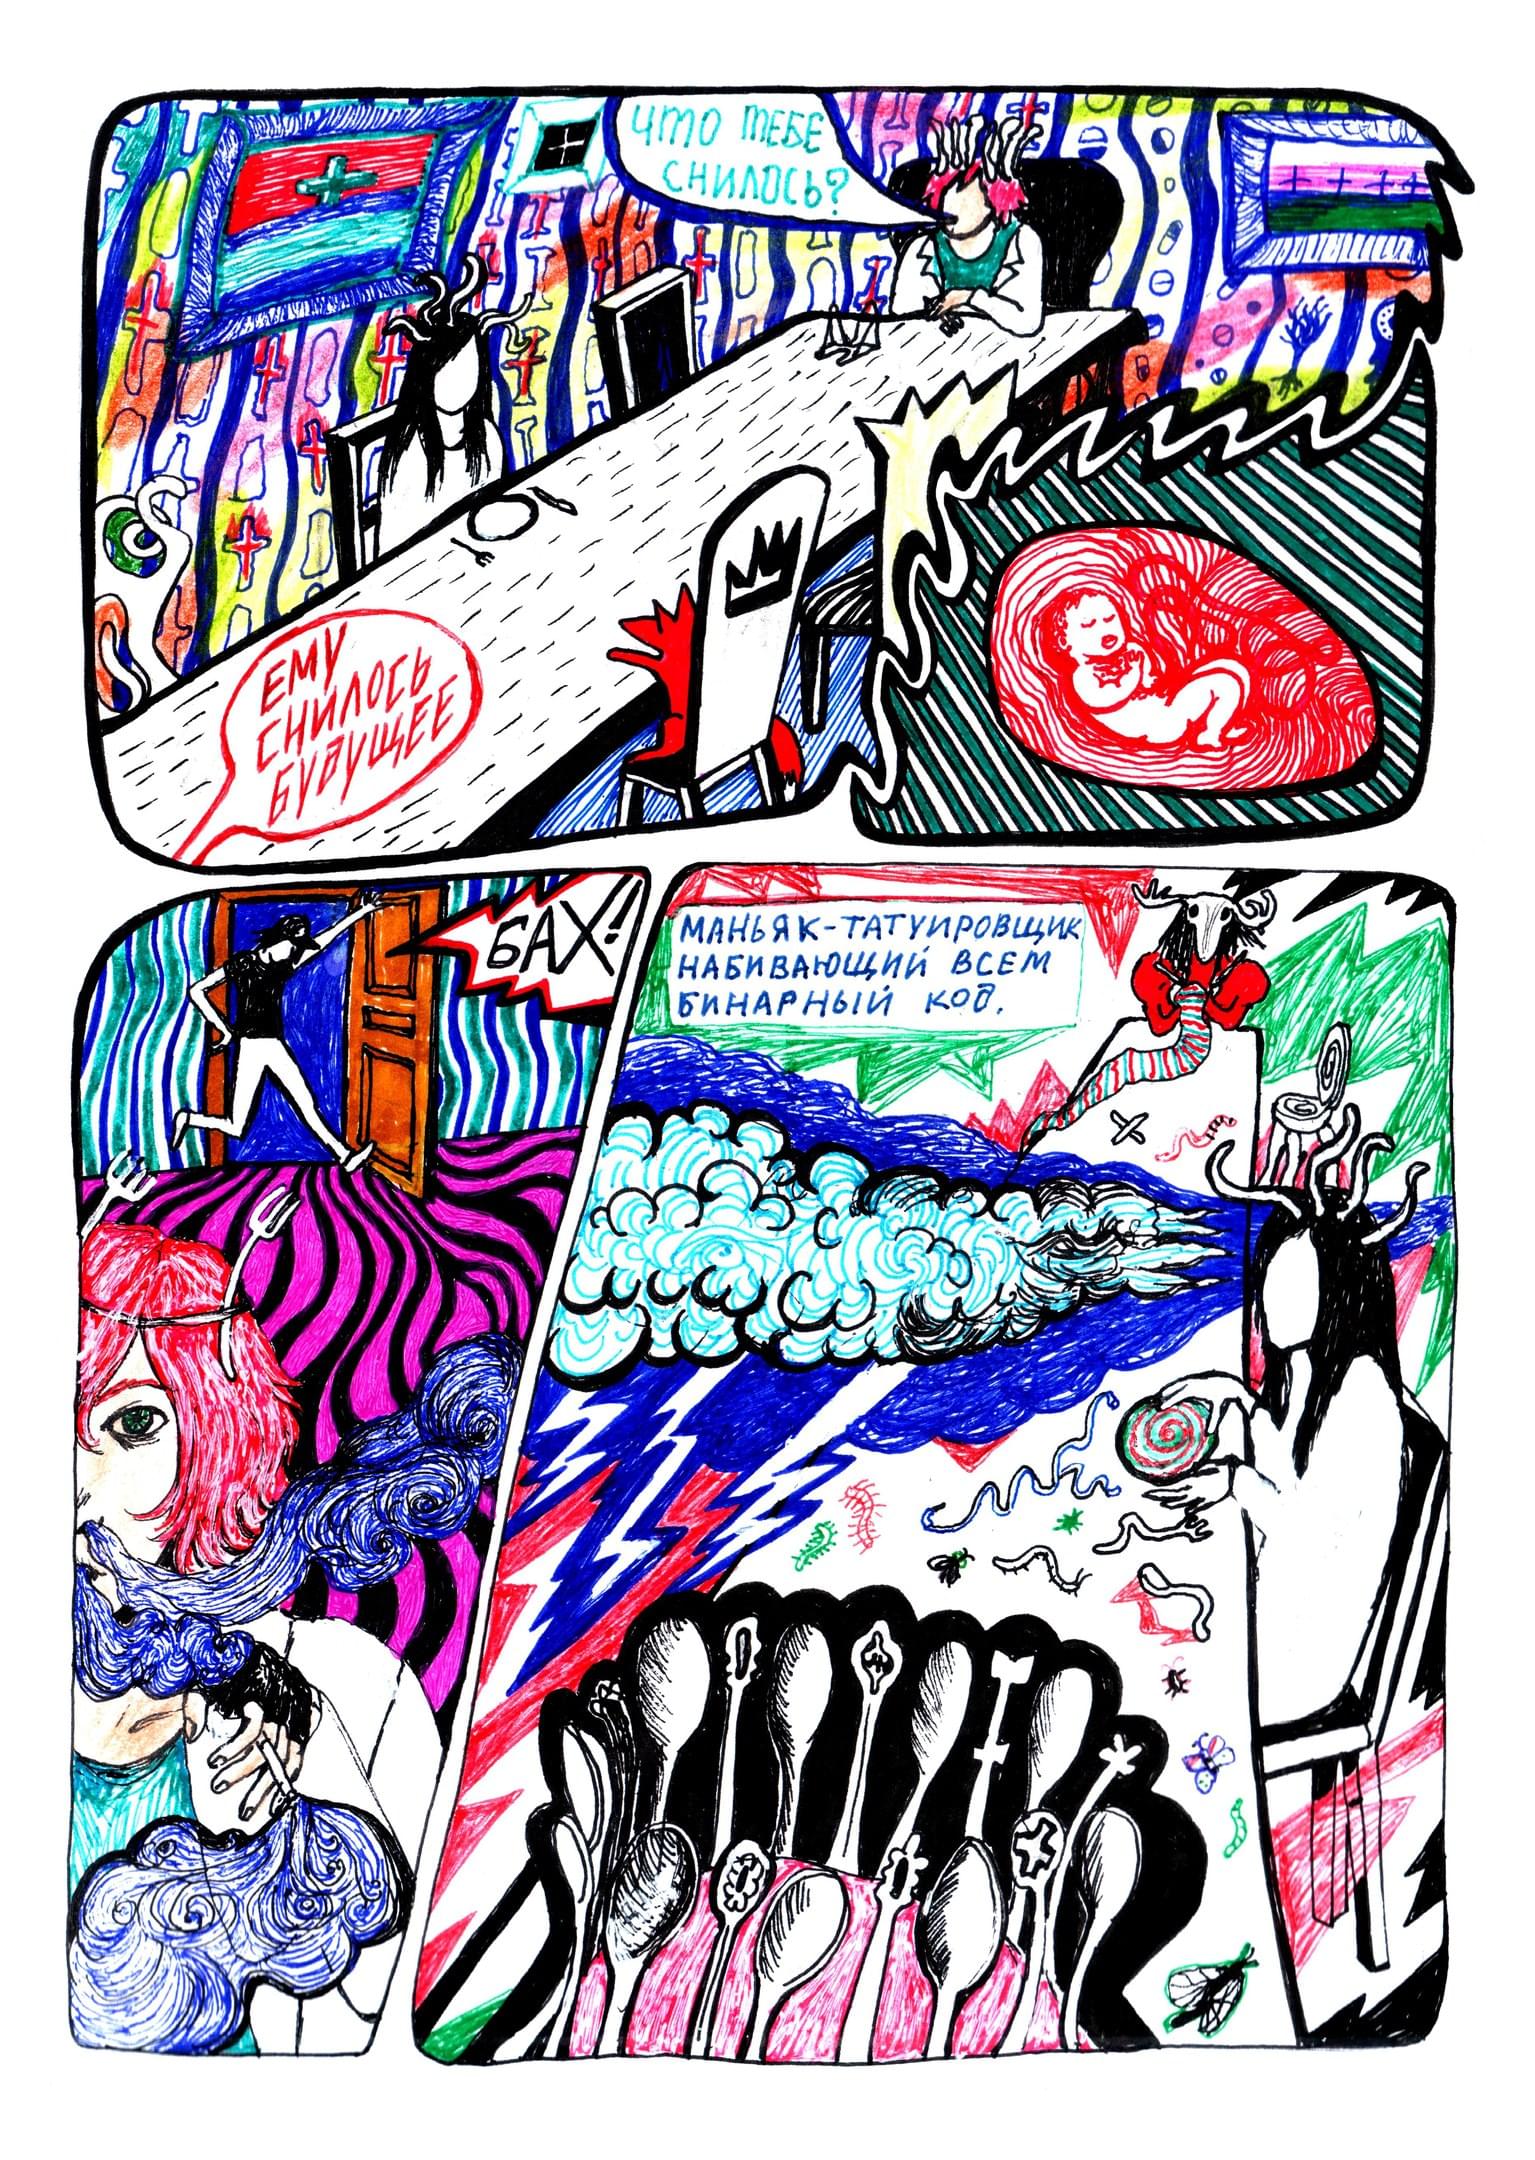 ЧТО ТЕБЕ
СНИЛОСЬ?
ЕМУ
СНИЛОСЬ
БУДУЩЕЕ
БАХ!
МАНЬЯК-ТАТУИРОВЩИК
НАБИВАЮЩИЙ ВСЕМ
БИНАРНЫЙ КОД.